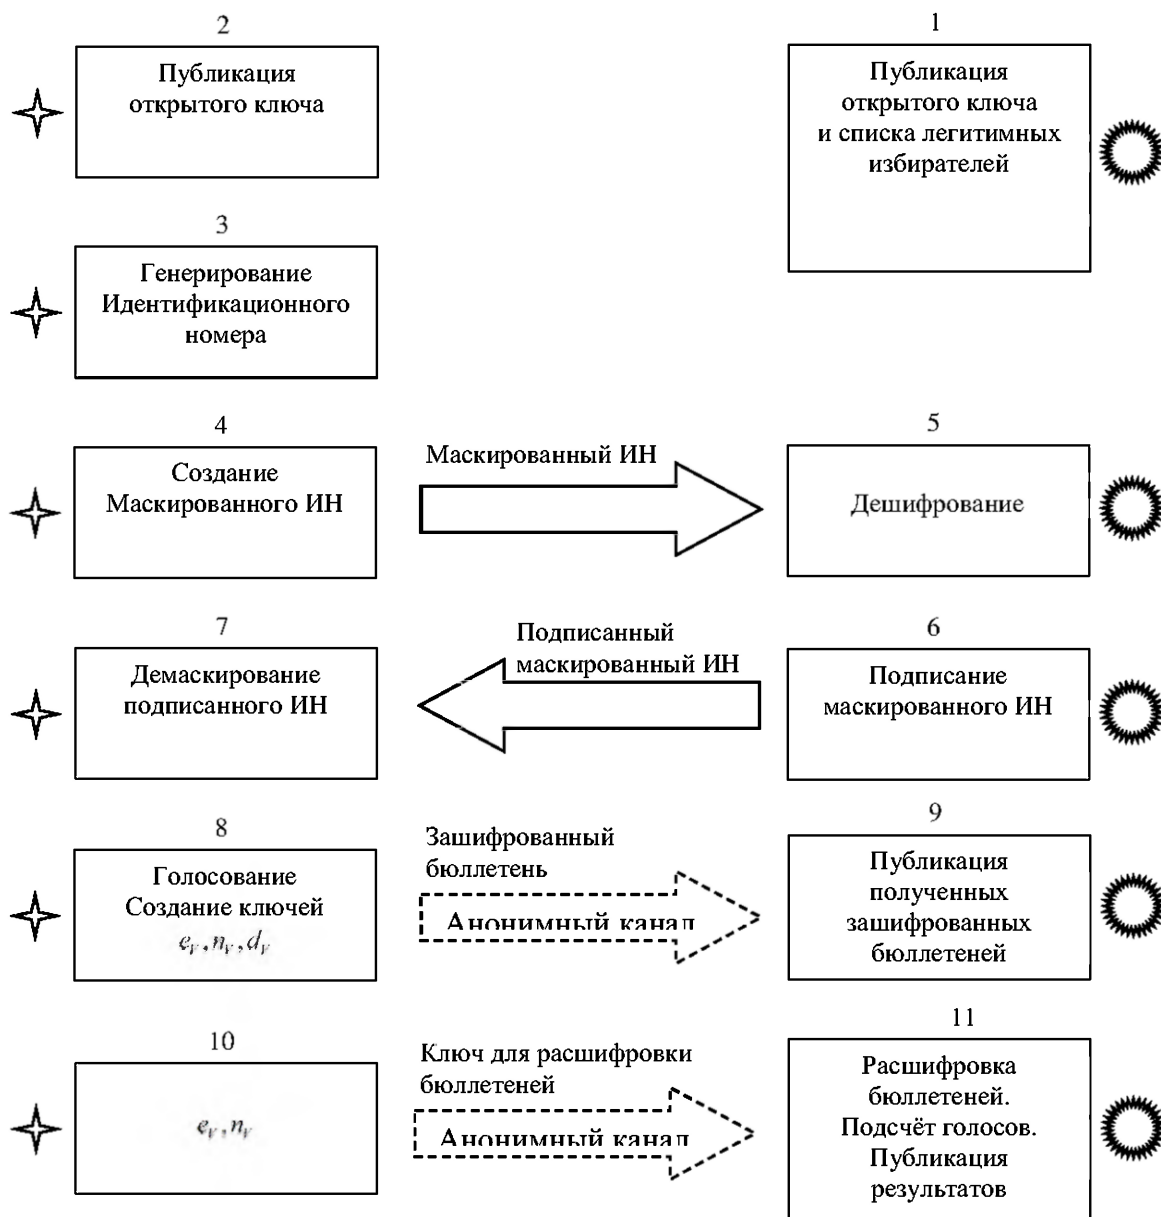 2
Публикация
открытого ключа
1
Публикация
открытого ключа
и списка легитимных
избирателей
3
Генерирование
Идентификационного
номера
4
Создание
Маскированного ИН
Маскированный ИН
5
Дешифрование
7
Демаскирование
подписанного ИН
Подписанный
маскированный ИН
6
Подписание
маскированного ИН
8
Голосование
Создание ключей
e_V, n_V, d_V
Зашифрованный
бюллетень
Анонимный канал
9
Публикация
полученных
зашифрованных
бюллетеней
10
e_V, n_V
Ключ для расшифровки
бюллетеней
Анонимный канал
11
Расшифровка
бюллетеней.
Подсчёт голосов.
Публикация
результатов